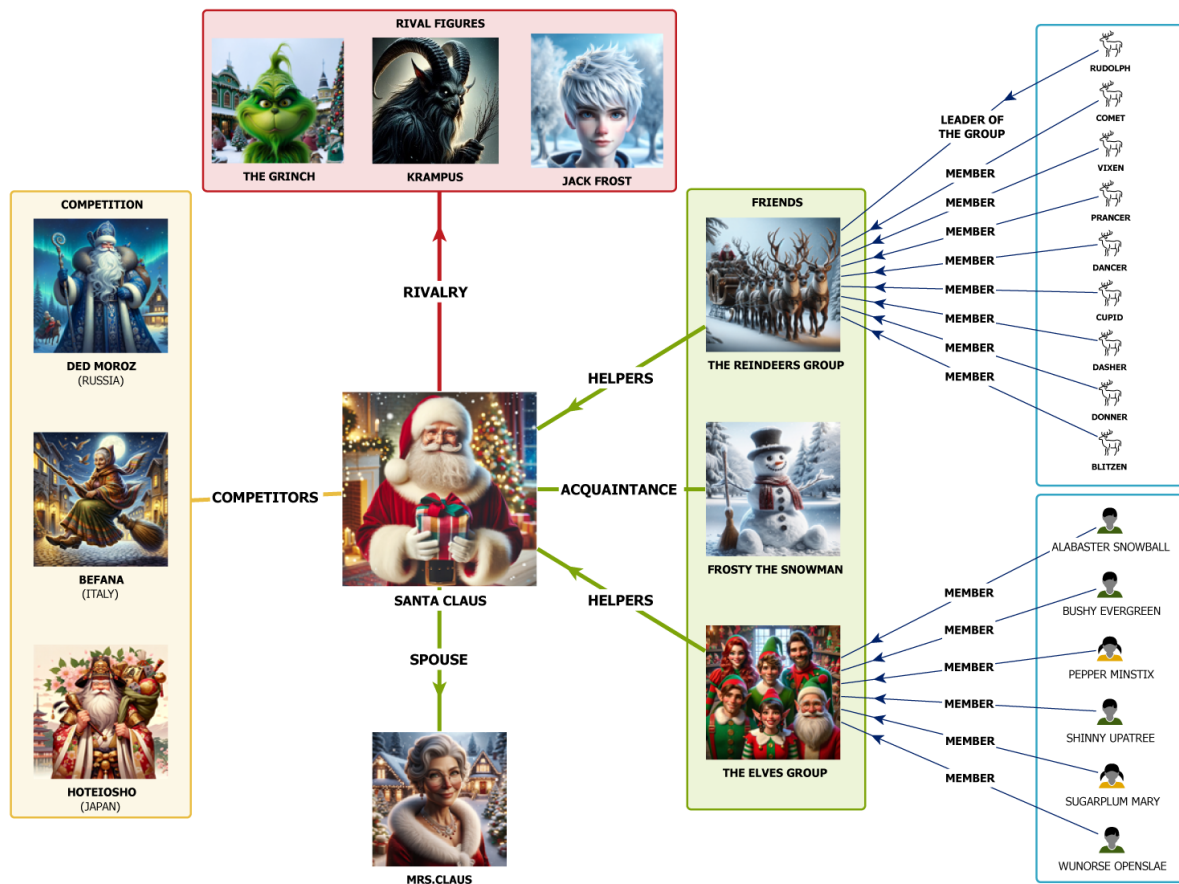 RIVAL FIGURES
THE GRINCH
KRAMPUS
JACK FROST
COMPETITION
DED MOROZ
(RUSSIA)
BEFANA
(ITALY)
HOTEIOSHO
(JAPAN)
RIVALRY
COMPETITORS
SANTA CLAUS
SPOUSE
MRS.CLAUS
HELPERS
ACQUAINTANCE
HELPERS
FRIENDS
THE REINDEERS GROUP
FROSTY THE SNOWMAN
THE ELVES GROUP
LEADER OF
THE GROUP
MEMBER
MEMBER
MEMBER
MEMBER
MEMBER
MEMBER
MEMBER
MEMBER
RUDOLPH
COMET
VIXEN
PRANCER
DANCER
CUPID
DASHER
DONNER
BLITZEN
MEMBER
MEMBER
MEMBER
MEMBER
MEMBER
MEMBER
ALABASTER SNOWBALL
BUSHY EVERGREEN
PEPPER MINSTIX
SHINNY UPATREE
SUGARPLUM MARY
WUNORSE OPENSLAE